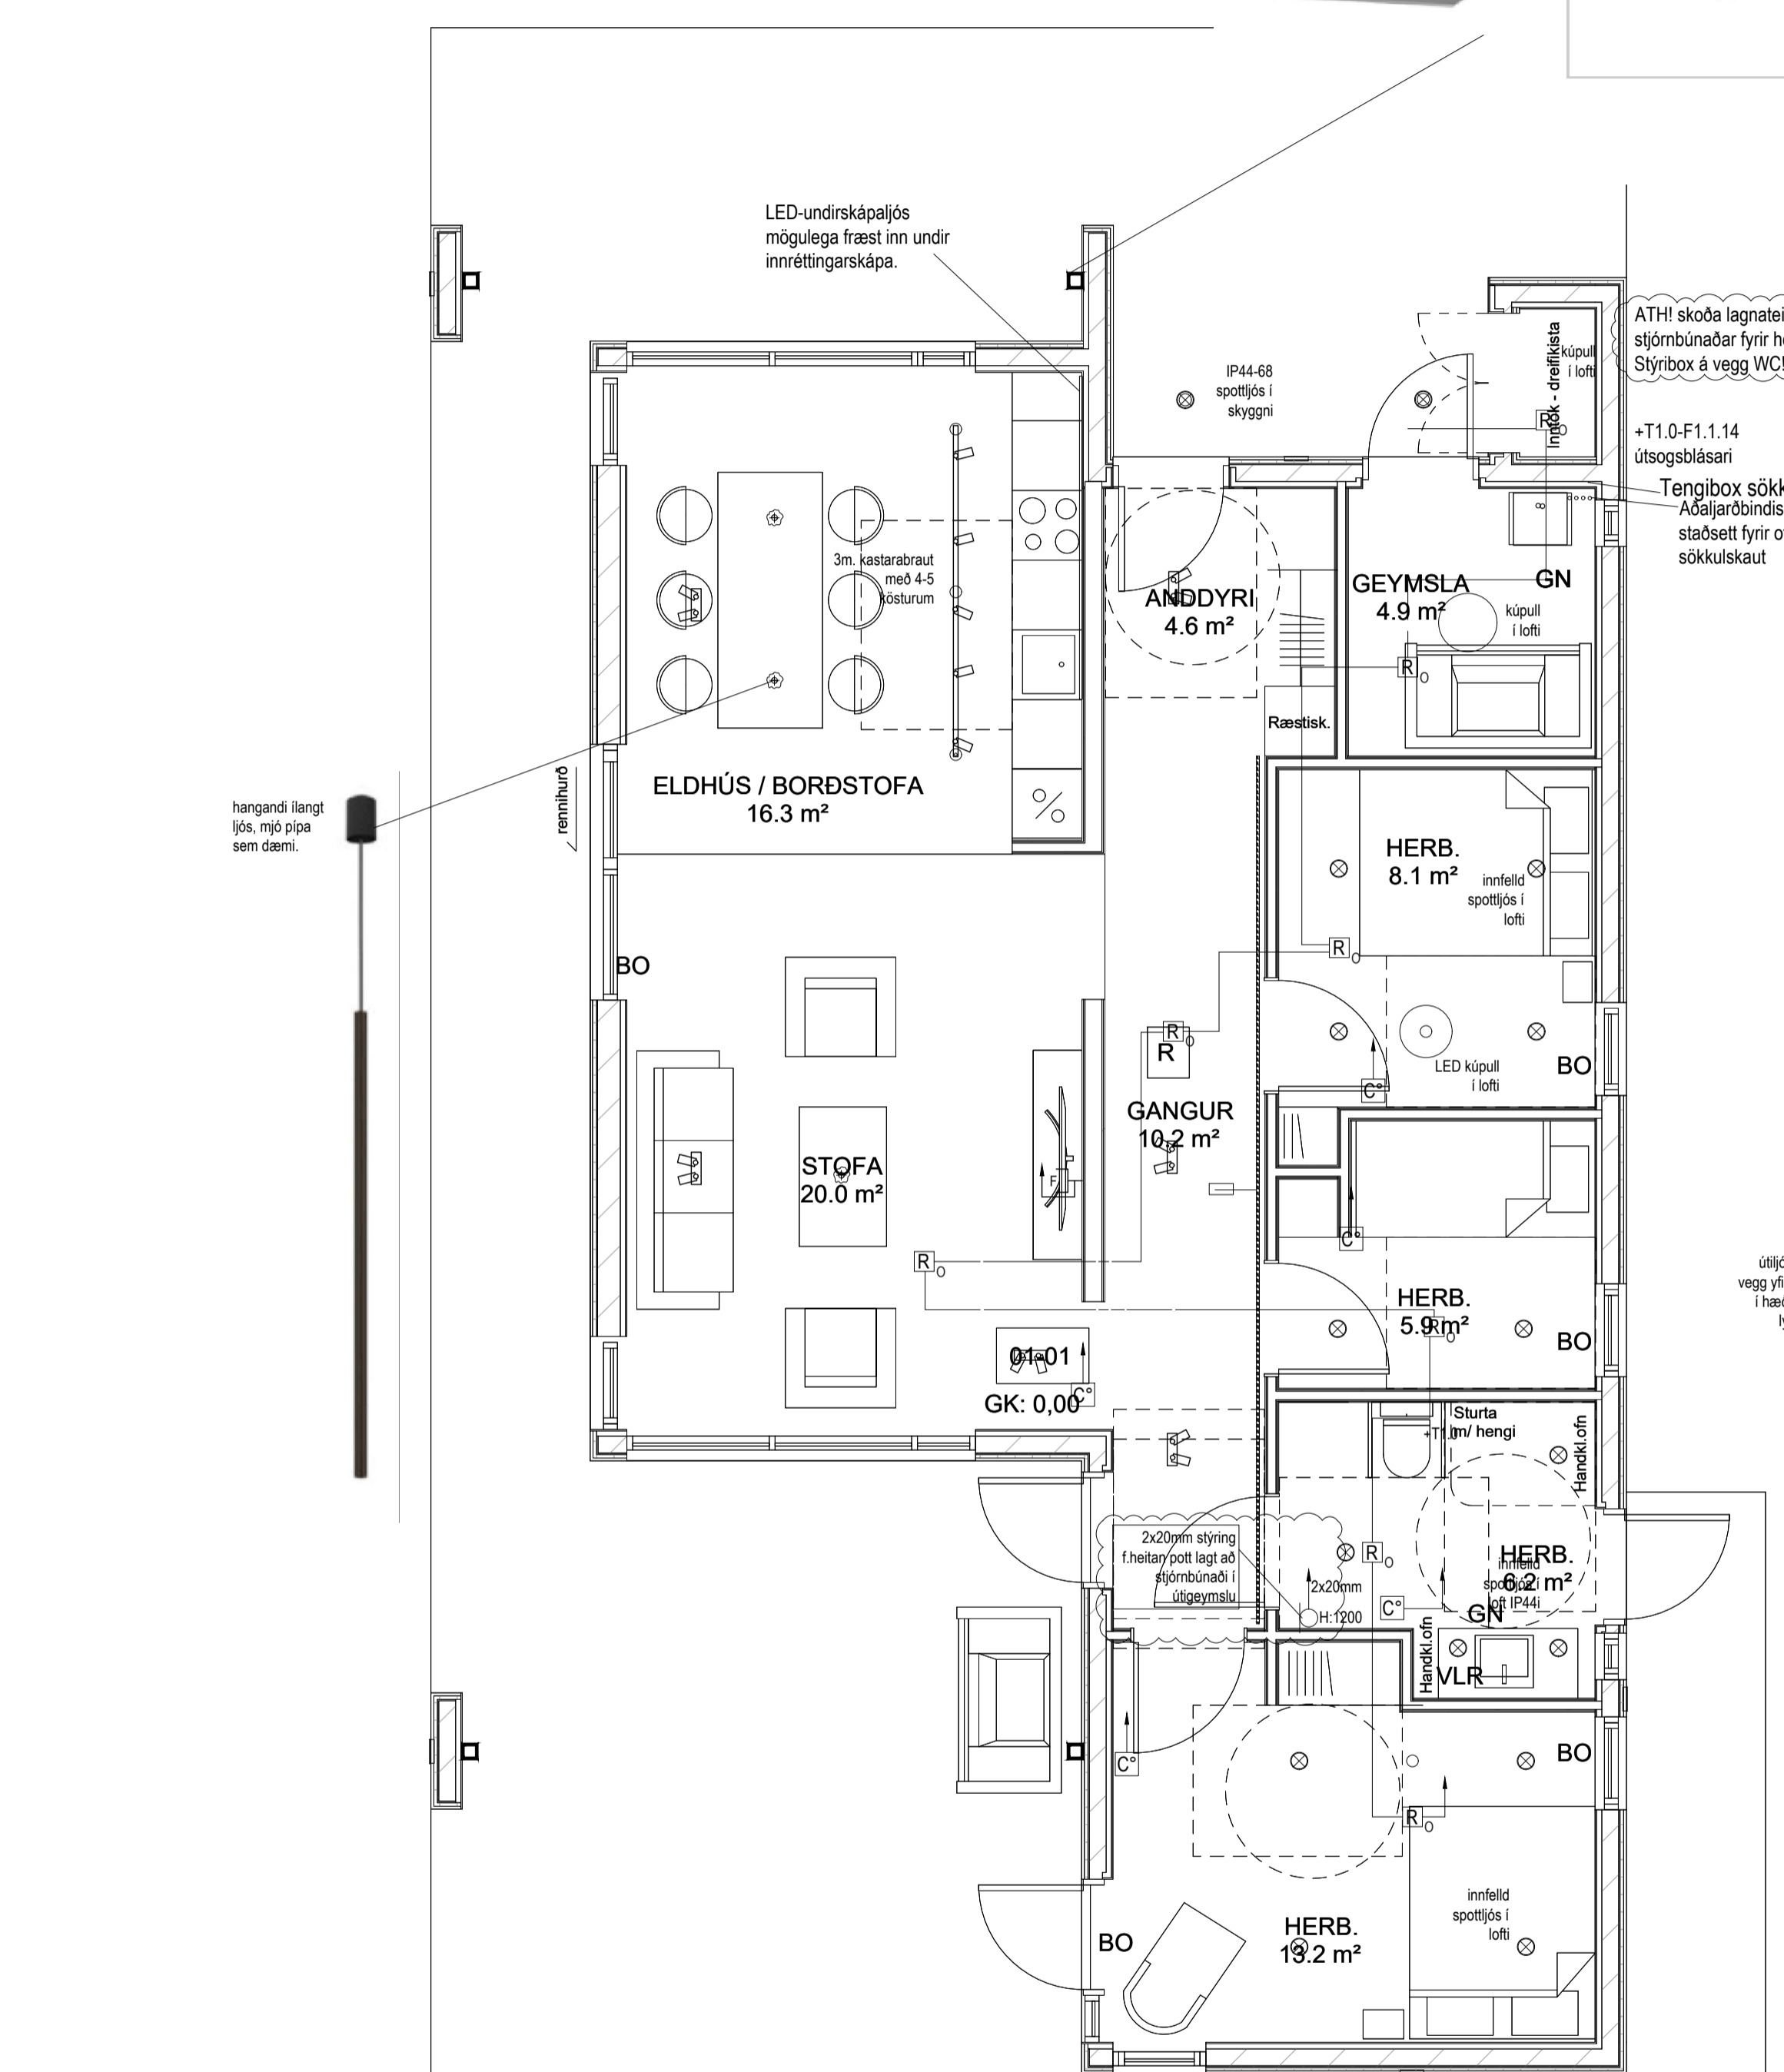 LED-undirskápaljós
mögulega fræst inn undir
innréttingarskápa.
ATH! skoða
stjórnbúnaðar fyrir
Stýribox á vegg WC!
IP44-68
spottljós í
skyggni
Inntök - dreifikista
kúpull
í lofti
R
+T1.0-F1.1.14
útsogsblásari
Tengibox
staðsett fyrir
sökkulskaut
3m. kastarabraut
með 4-5
kösturum
ANDDYRI
4.6 m²
GEYMSLA
4.9 m²
GN
kúpull
í lofti
R
Ræstisk.
ELDHÚS / BORÐSTOFA
16.3 m²
rennihurð
hangandi ílangt
ljós, mjó pípa
sem dæmi.
HERB.
8.1 m²
innfelld
spottljós í
lofti
R
BO
R
R
LED kúpull
í lofti
BO
C°
GANGUR
10.2 m²
STOFA
20.0 m²
F
C°
R
HERB.
5.9 m²
R
BO
01-01
GK: 0,00
C°
Sturta
m/ hengi
+T1.0
Handkl.ofn
2x20mm stýring
f.heitan pott lagt að
stjórnbúnaði í
útigeymslu
2x20mm
H:1200
R
HERB.
6.2 m²
innfelld
spottljós í
loft IP44i
C°
GN
Handkl.ofn
VLR
C°
BO
R
innfelld
spottljós í
lofti
BO
HERB.
13.2 m²